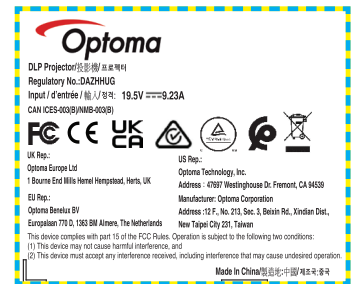 Optoma
DLP Projector/投影機/프로젝터
Regulatory No.:DAZHHUG
Input / d'entrée / 輸入/ 정격: 19.5V ⎓9.23A
CAN ICES-003(B)/NMB-003(B)
FC CE UK CA
UK Rep.:
Optoma Europe Ltd
1 Bourne End Mills Hemel Hempstead, Herts, UK
EU Rep.:
Optoma Benelux BV
Europalaan 770 D, 1363 BM Almere, The Netherlands
US Rep.:
Optoma Technology, Inc.
Address : 47697 Westinghouse Dr. Fremont, CA 94539
Manufacturer: Optoma Corporation
Address :12 F., No. 213, Sec. 3, Beixin Rd., Xindian Dist.,
New Taipei City 231, Taiwan
This device complies with part 15 of the FCC Rules. Operation is subject to the following two conditions:
(1) This device may not cause harmful interference, and
(2) This device must accept any interference received, including interference that may cause undesired operation.
Made In China/製造地:中國/제조국:중국